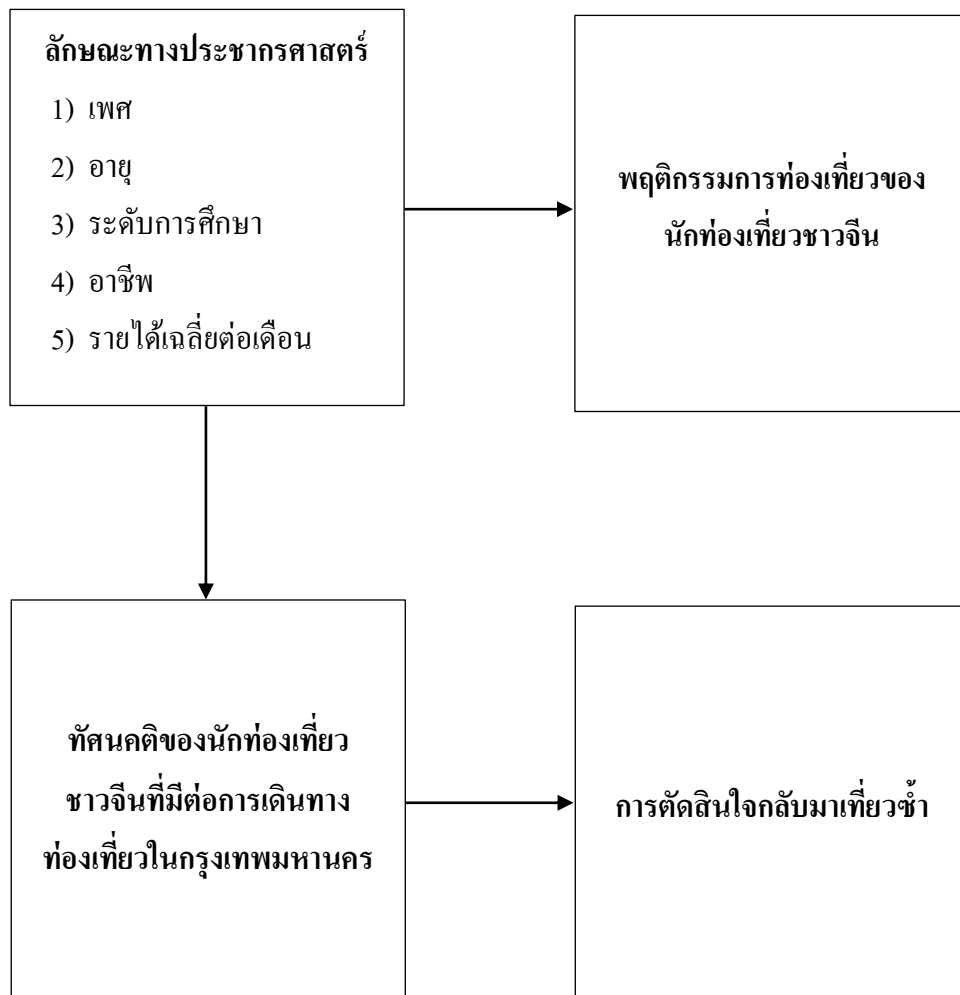 ลักษณะทางประชากรศาสตร์
1) เพศ
2) อายุ
3) ระดับการศึกษา
4) อาชีพ
5) รายได้เฉลี่ยต่อเดือน
พฤติกรรมการท่องเที่ยวของ
นักท่องเที่ยวชาวจีน
ทัศนคติของนักท่องเที่ยว
ชาวจีนที่มีต่อการเดินทาง
ท่องเที่ยวในกรุงเทพมหานคร
การตัดสินใจกลับมาเที่ยวซ้ำ